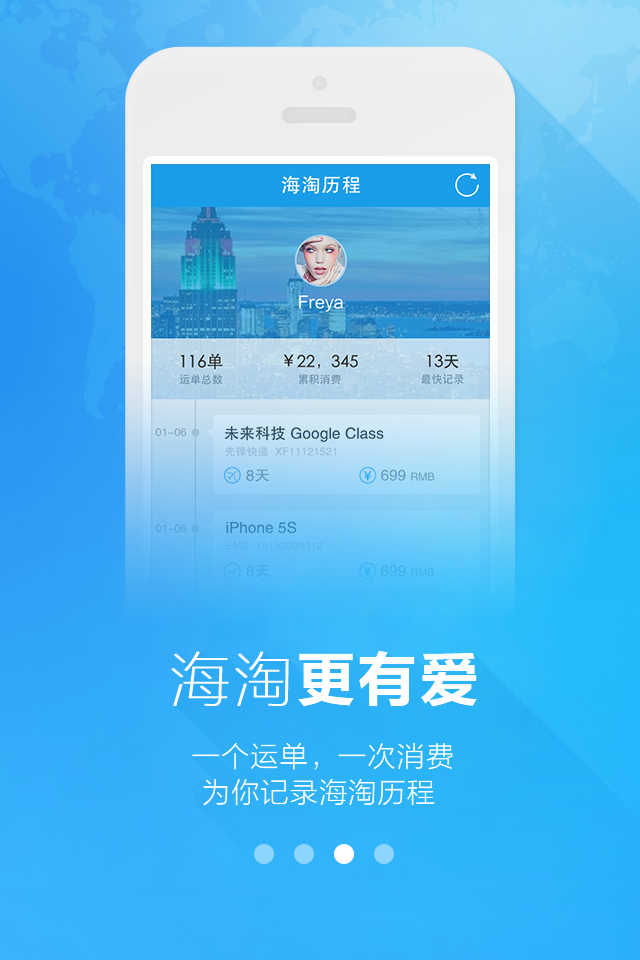 海淘历程
Freya
116单
¥22，345
13天
运单总数
累积消费
最快记录
01-06
未来科技 Google Class
先锋快递 XF11121521
8天
¥ 699 RMB
01-06
iPhone 5S
EMS 16192029312
8天
¥ 699 RMB
海淘更有爱
一个运单，一次消费
为你记录海淘历程